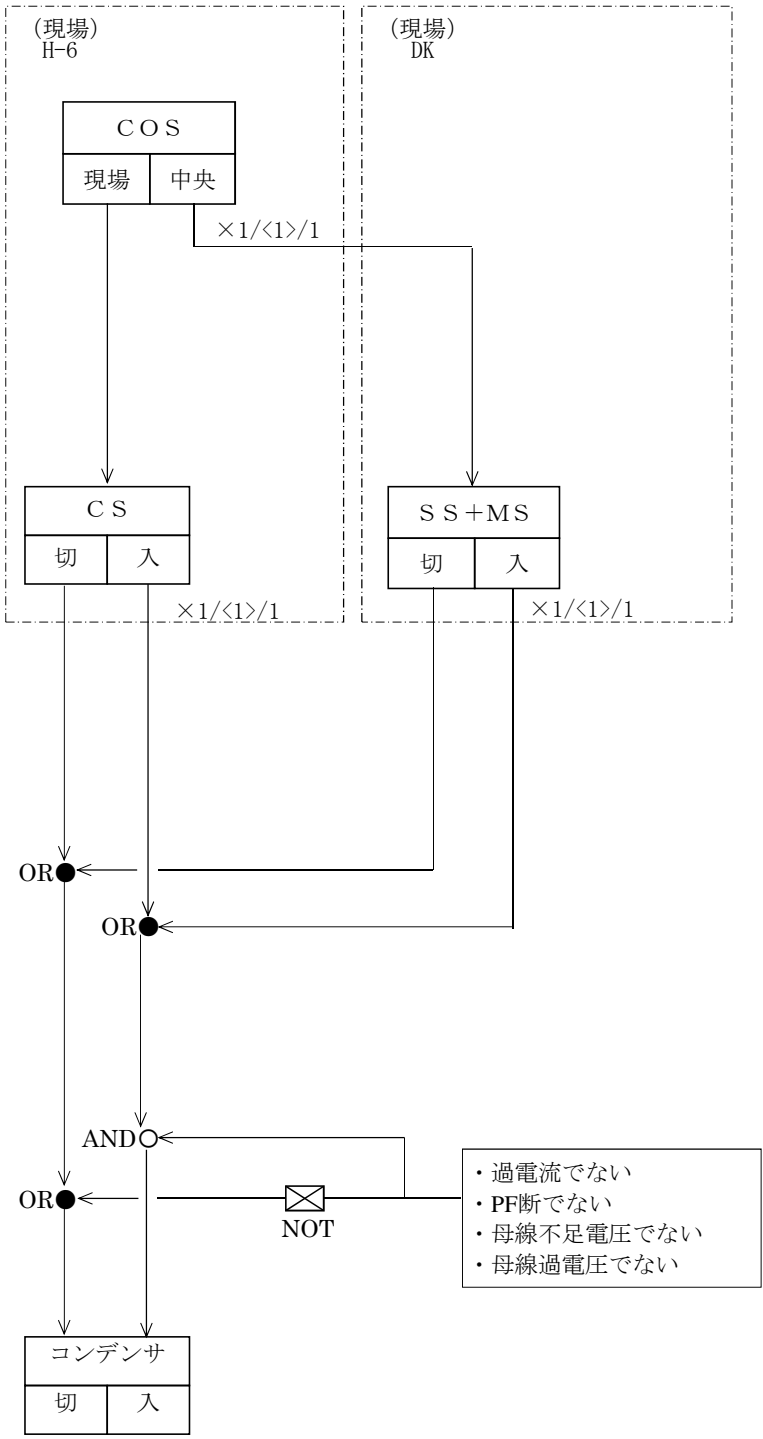 (現場)
H-6
(現場)
DK
COS
現場 中央
×1/<1>/1
CS
切 入
×1/<1>/1
SS+MS
切 入
×1/<1>/1
OR
OR
AND
OR
NOT
・過電流でない
・PF断でない
・母線不足電圧でない
・母線過電圧でない
コンデンサ
切 入